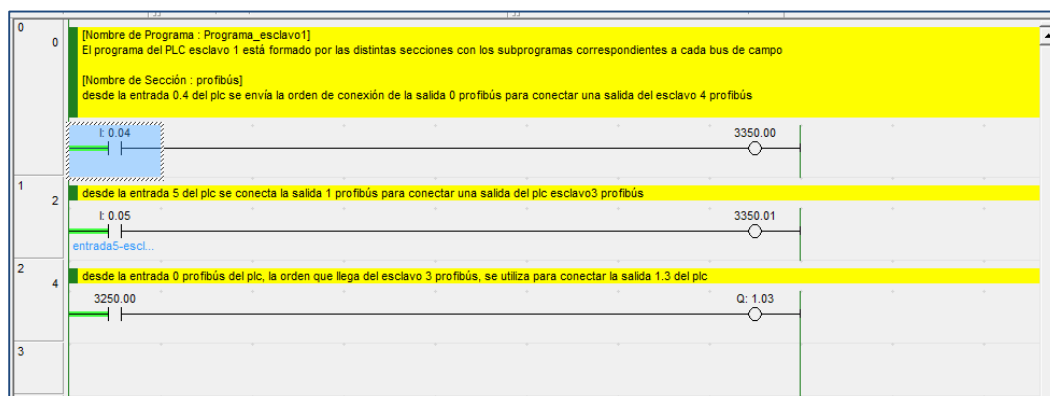 0
0
[Nombre de Programa : Programa_esclavo1]
El programa del PLC esclavo 1 está formado por las distintas secciones con los subprogramas correspondientes a cada bus de campo
[Nombre de Sección : profibús]
desde la entrada 0.4 del plc se envía la orden de conexión de la salida 0 profibús para conectar una salida del esclavo 4 profibús
I: 0.04 3350.00
1
2
desde la entrada 5 del plc se conecta la salida 1 profibús para conectar una salida del plc esclavo3 profibús
I: 0.05 3350.01
entrada5-escl...
2
4
desde la entrada 0 profibús del plc, la orden que llega del esclavo 3 profibús, se utiliza para conectar la salida 1.3 del plc
3250.00 Q: 1.03
3